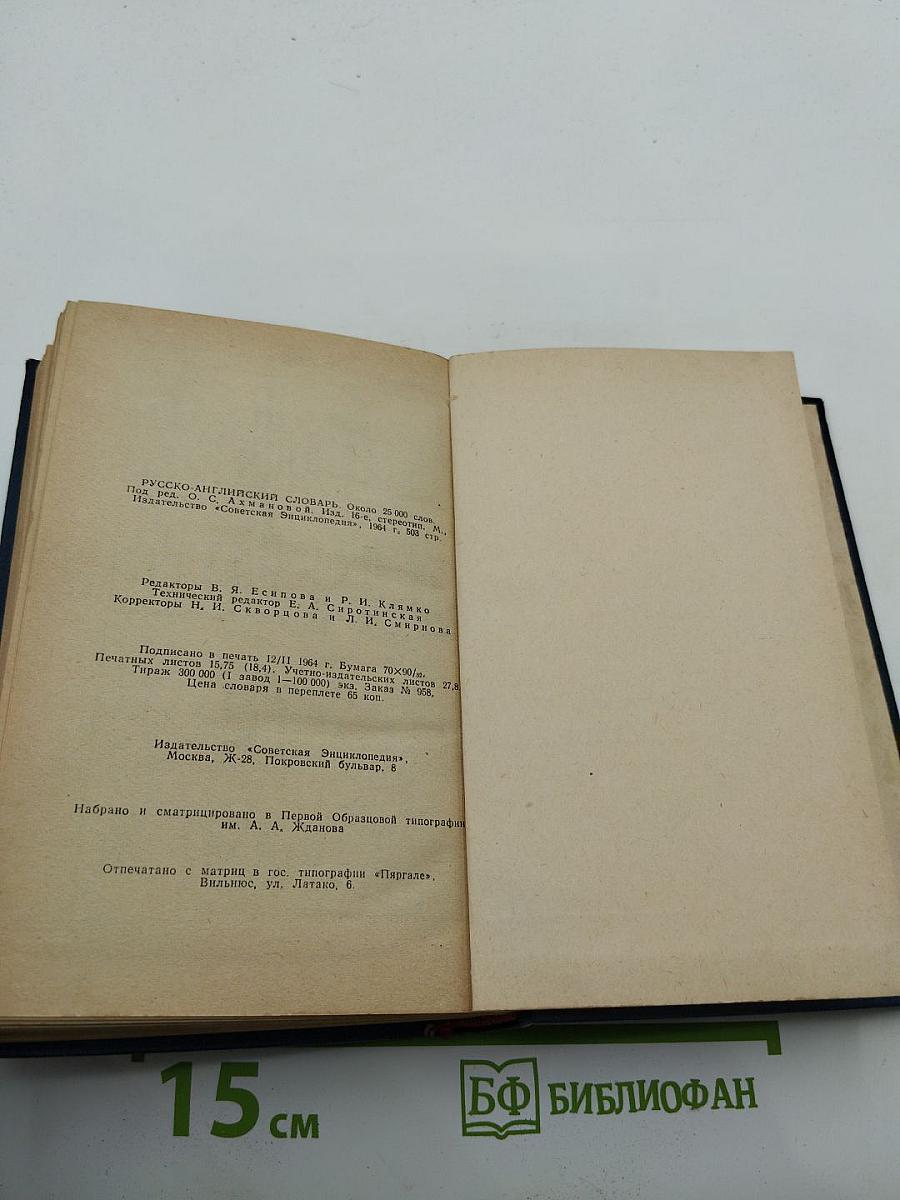 РУССКО-АНГЛИЙСКИЙ СЛОВАРЬ. Около 25 000 слов.
Под ред. О. С. Ахмановой. Изд. 16-е, стереотип. М.,
Издательство «Советская Энциклопедия», 1964 г. 503 стр.
Редакторы В. Я. Есипова и Р. И. Клямко
Технический редактор Е. А. Сиротинская
Корректоры Н. И. Скворцова и Л. И. Смирнова
Подписано в печать 12/II 1964 г. Бумага 70×90/32.
Печатных листов 15,75 (18,4). Учетно-издательских листов 27,8
Тираж 300 000 (I завод 1—100 000) экз. Заказ № 958.
Цена словаря в переплете 65 коп.
Издательство «Советская Энциклопедия».
Москва, Ж-28, Покровский бульвар, 8
Набрано и сматрицировано в Первой Образцовой типографии
им. А. А. Жданова
Отпечатано с матриц в гос. типографии «Пяргале»,
Вильнюс, ул. Латако, 6.
15 см
БФ БИБЛИОФАН